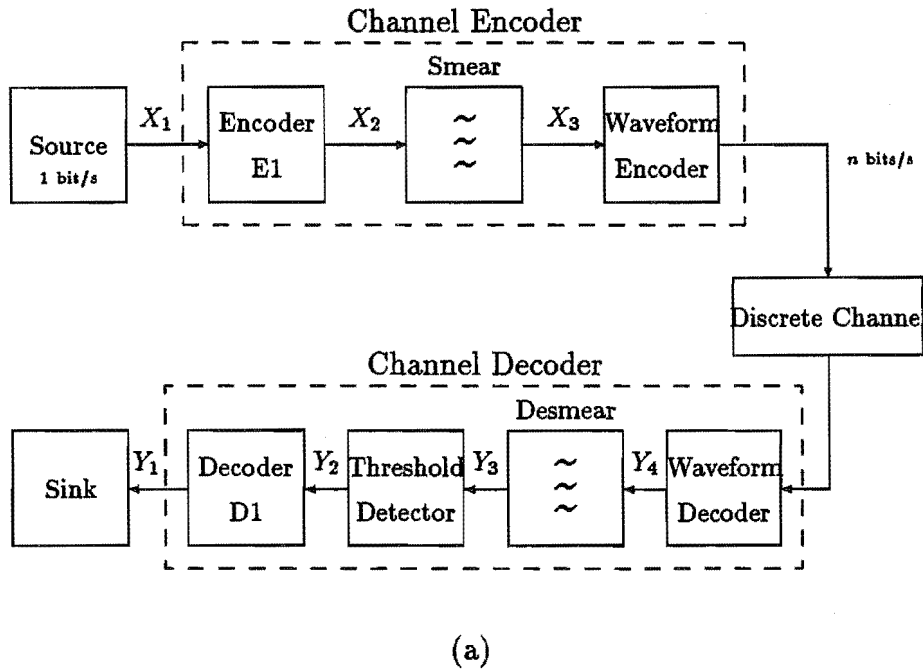 Channel Encoder
Smear
Source
1 bit/s
X₁
Encoder
E1
X₂
~
~
~
X₃
Waveform
Encoder
n bits/s
Discrete Channel
Channel Decoder
Desmear
Sink
Y₁
Decoder
D1
Y₂
Threshold
Detector
Y₃
~
~
~
Y₄
Waveform
Decoder
(a)